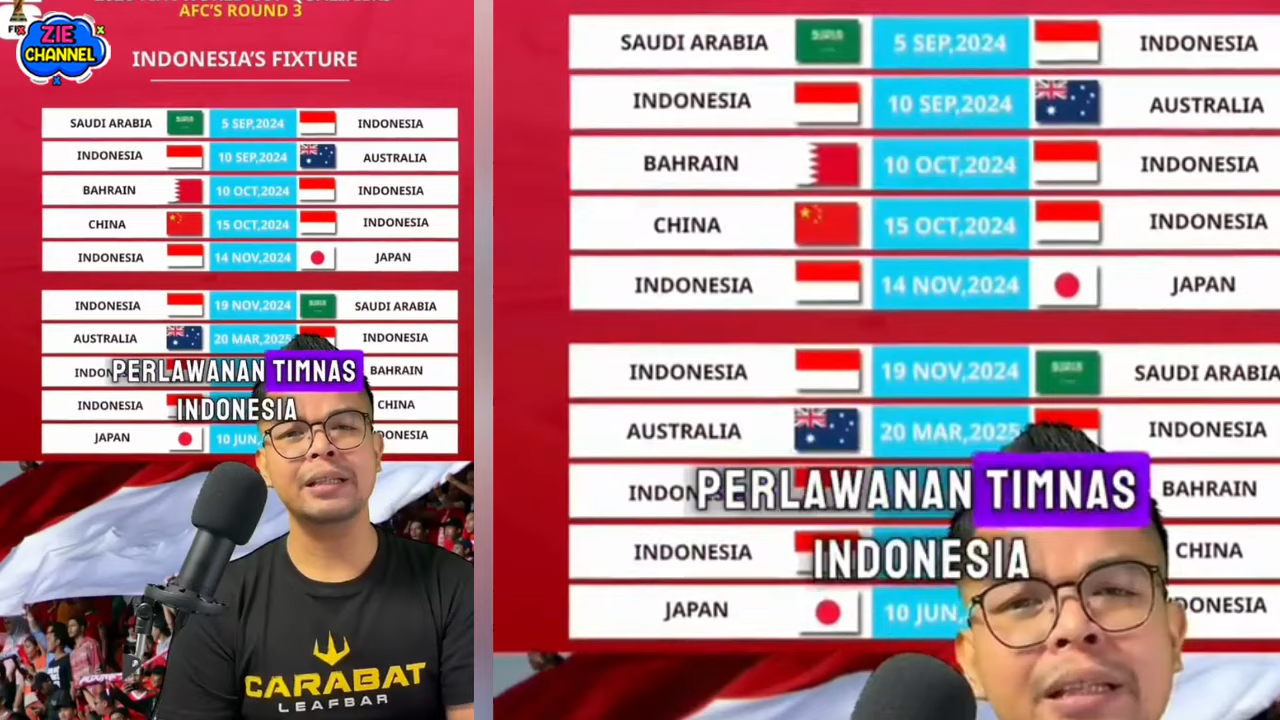 AFC'S ROUND 3
ZIE
CHANNEL
INDONESIA'S FIXTURE
SAUDI ARABIA 5 SEP,2024 INDONESIA
INDONESIA 10 SEP,2024 AUSTRALIA
BAHRAIN 10 OCT,2024 INDONESIA
CHINA 15 OCT,2024 INDONESIA
INDONESIA 14 NOV,2024 JAPAN
INDONESIA 19 NOV,2024 SAUDI ARABIA
AUSTRALIA 20 MAR,2025 INDONESIA
BAHRAIN
INDONESIA CHINA
JAPAN 10 JUN,
PERLAWANAN TIMNAS
INDONESIA
CARABAT
LEAFBAR
SAUDI ARABIA 5 SEP,2024 INDONESIA
INDONESIA 10 SEP,2024 AUSTRALIA
BAHRAIN 10 OCT,2024 INDONESIA
CHINA 15 OCT,2024 INDONESIA
INDONESIA 14 NOV,2024 JAPAN
INDONESIA 19 NOV,2024 SAUDI ARABIA
AUSTRALIA 20 MAR,2025 INDONESIA
BAHRAIN
INDONESIA CHINA
JAPAN 10 JUN,
PERLAWANAN TIMNAS
INDONESIA